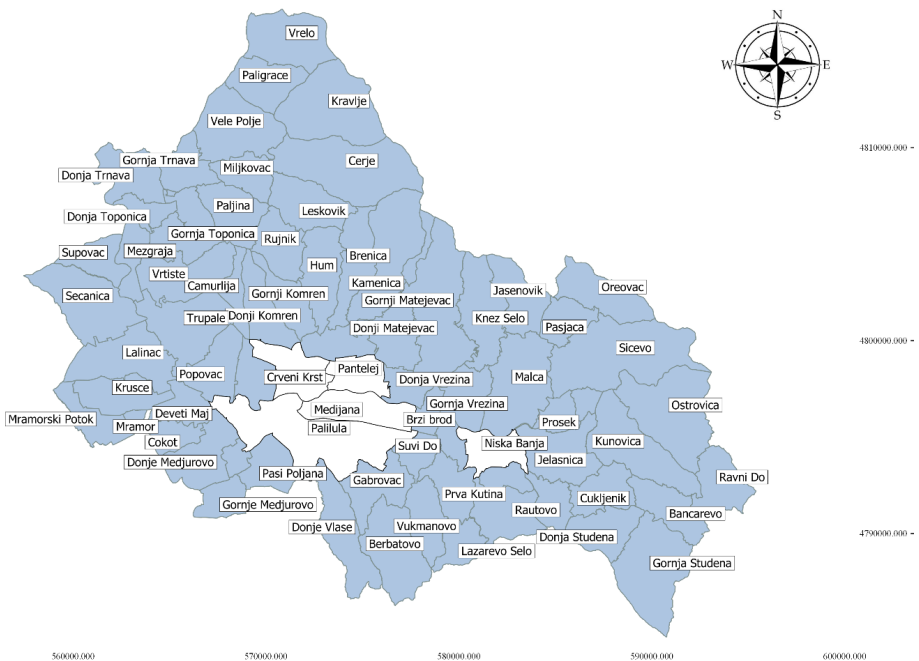 N
Vrelo
W
E
Paligrace
Kravlje
S
Vele Polje
4810000.000
Gornja Trnava
Cerje
Miljkovac
Donja Trnava
Paljina
Leskovik
Donja Toponica
Gornja Toponica
Rujnik
Supovac
Mezgraja
Brenica
Hum
Vrtiste
Kamenica
Camurlija
Oreovac
Jasenovik
Secanica
Gornji Komren
Gornji Matejevac
Trupale
Donji Komren
Knez Selo
Donji Matejevac
Pasjaca
4800000.000
Sicevo
Lalinac
Pantelej
Popovac
Crveni Krst
Donja Vrezina
Malca
Krusce
Gornja Vrezina
Ostrovica
Medijana
Deveti Maj
Mramorski Potok
Brzi brod
Prosek
Mramor
Palilula
Cokot
Suvi Do
Niska Banja
Kunovica
Donje Medjurovo
Jelasnica
Pasi Poljana
Gabrovac
Ravni Do
Prva Kutina
Cukljenik
Gornje Medjurovo
Rautovo
Bancarevo
Donje Vlase
Vukmanovo
4790000.000
Donja Studena
Berbatovo
Lazarevo Selo
Gornja Studena
560000.000
570000.000
580000.000
590000.000
600000.000